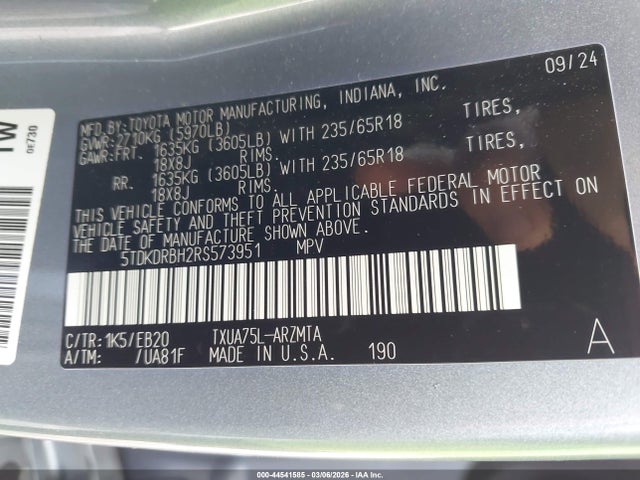 09/24
MFD.BY:TOYOTA MOTOR MANUFACTURING, INDIANA, INC.
GVWR:2710KG (5970LB)
GAWR:FRT. 1635KG (3605LB) WITH 235/65R18 TIRES,
18X8J RIMS.
RR. 1635KG (3605LB) WITH 235/65R18 TIRES,
18X8J RIMS.
THIS VEHICLE CONFORMS TO ALL APPLICABLE FEDERAL MOTOR
VEHICLE SAFETY AND THEFT PREVENTION STANDARDS IN EFFECT ON
THE DATE OF MANUFACTURE SHOWN ABOVE.
5TDKDRBH2RS573951 MPV
C/TR: 1K5/EB20 TXUA75L-ARZMTA
A/TM: /UA81F MADE IN U.S.A. 190 A
0E730
000-44541585 | 03/06/2026 | IAA Inc.